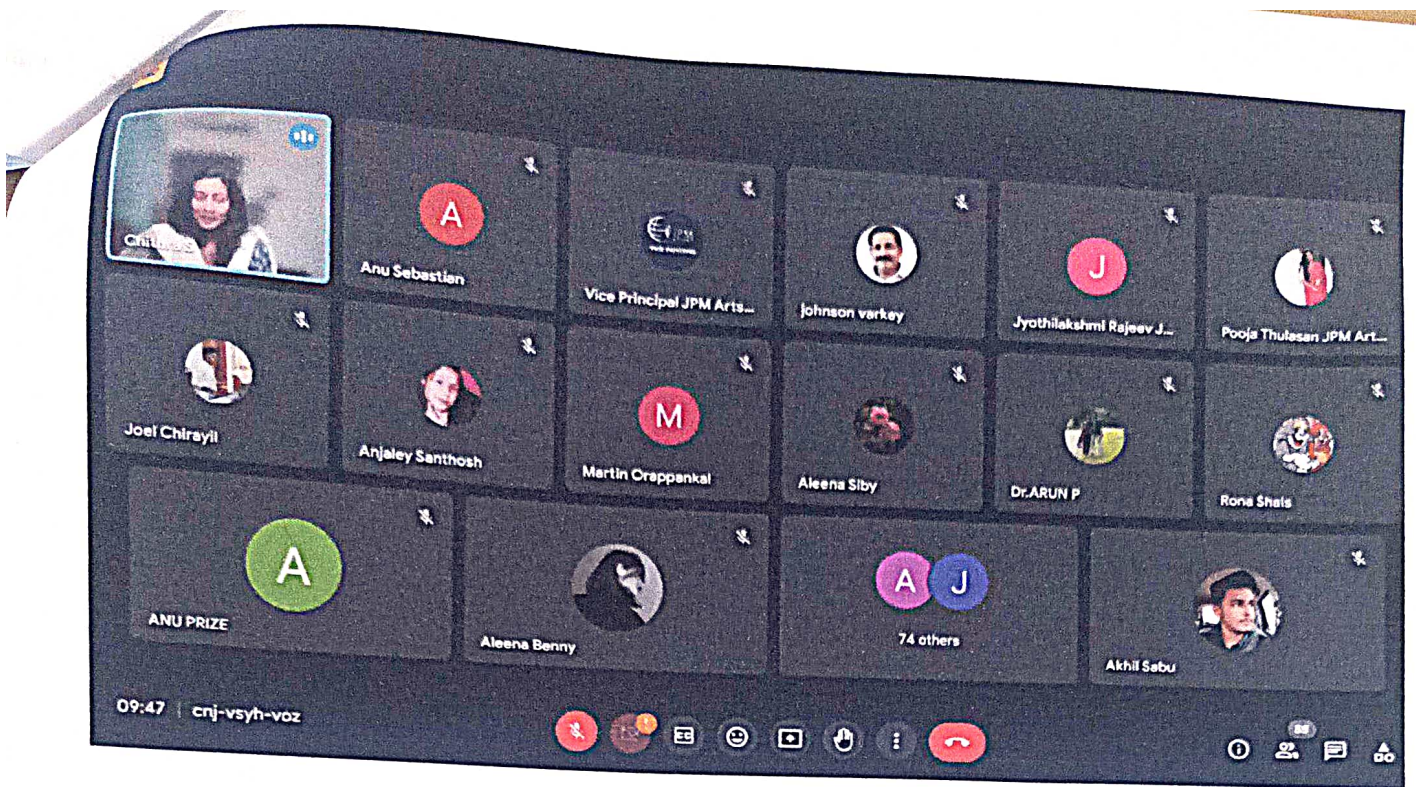 Anu Sebastian
Vice Principal JPM Arts...
johnson varkey
Jyothilakshmi Rajeev J...
Pooja Thulasan JPM Art...
Joel Chirayil
Anjaley Santhosh
Martin Orappankal
Aleena Siby
Dr.ARUN P
Rona Shais
A
J
M
A
ANU PRIZE
Aleena Benny
A J
74 others
Akhil Sabu
09:47 | cnj-vsyh-voz